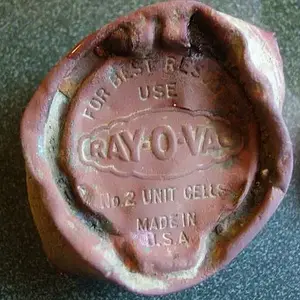 FOR BEST RES
USE
RAY-O-VAC
No. 2 UNIT CELLS
MADE IN
U.S.A